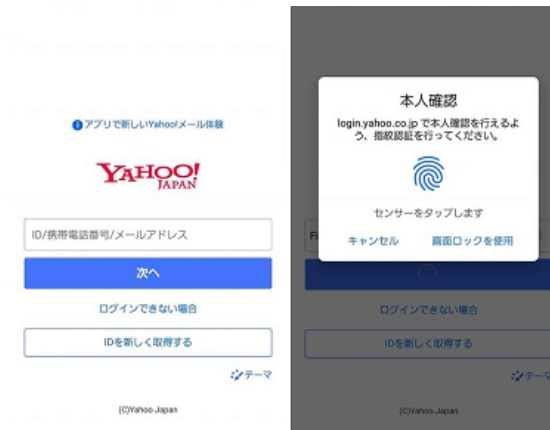 アプリで新しいYahoo!メール体験
YAHOO!
JAPAN
ID/携帯電話番号/メールアドレス
次へ
ログインできない場合
IDを新しく取得する
テーマ
(C)Yahoo Japan
本人確認
login.yahoo.co.jp で本人確認を行えるよ
う、指紋認証を行ってください。
センサーをタップします
キャンセル 画面ロックを使用
ログインできない場合
IDを新しく取得する
テーマ
(C)Yahoo Japan